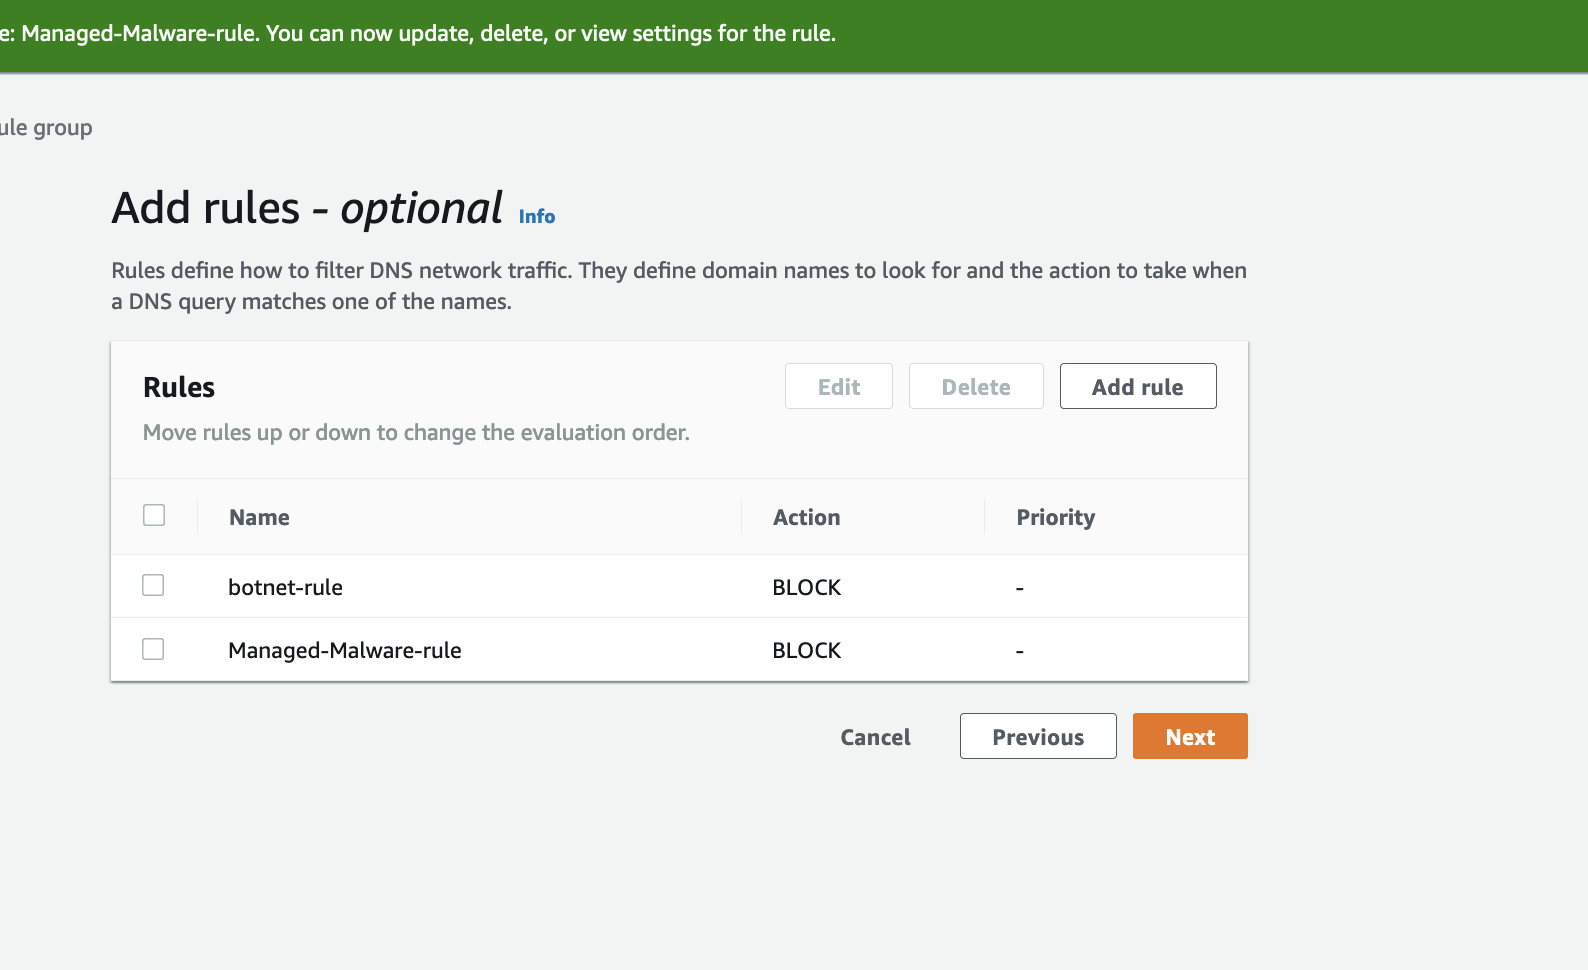 e: Managed-Malware-rule. You can now update, delete, or view settings for the rule.
ule group
Add rules - optional Info
Rules define how to filter DNS network traffic. They define domain names to look for and the action to take when
a DNS query matches one of the names.
Rules Edit Delete Add rule
Move rules up or down to change the evaluation order.
Name Action Priority
botnet-rule BLOCK -
Managed-Malware-rule BLOCK -
Cancel Previous Next